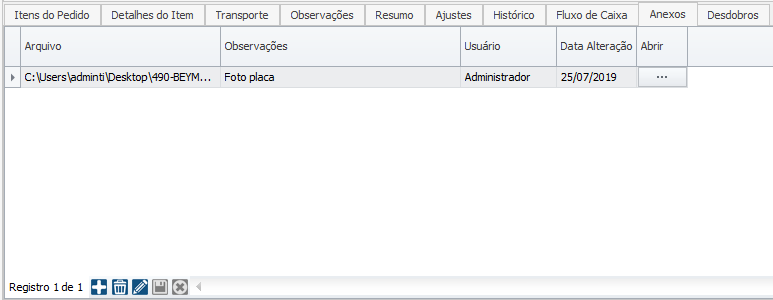 Itens do Pedido Detalhes do Item Transporte Observações Resumo Ajustes Histórico Fluxo de Caixa Anexos Desdobros
Arquivo Observações Usuário Data Alteração Abrir
C:\Users\adminti\Desktop\490-BEYM... Foto placa Administrador 25/07/2019 ...
Registro 1 de 1